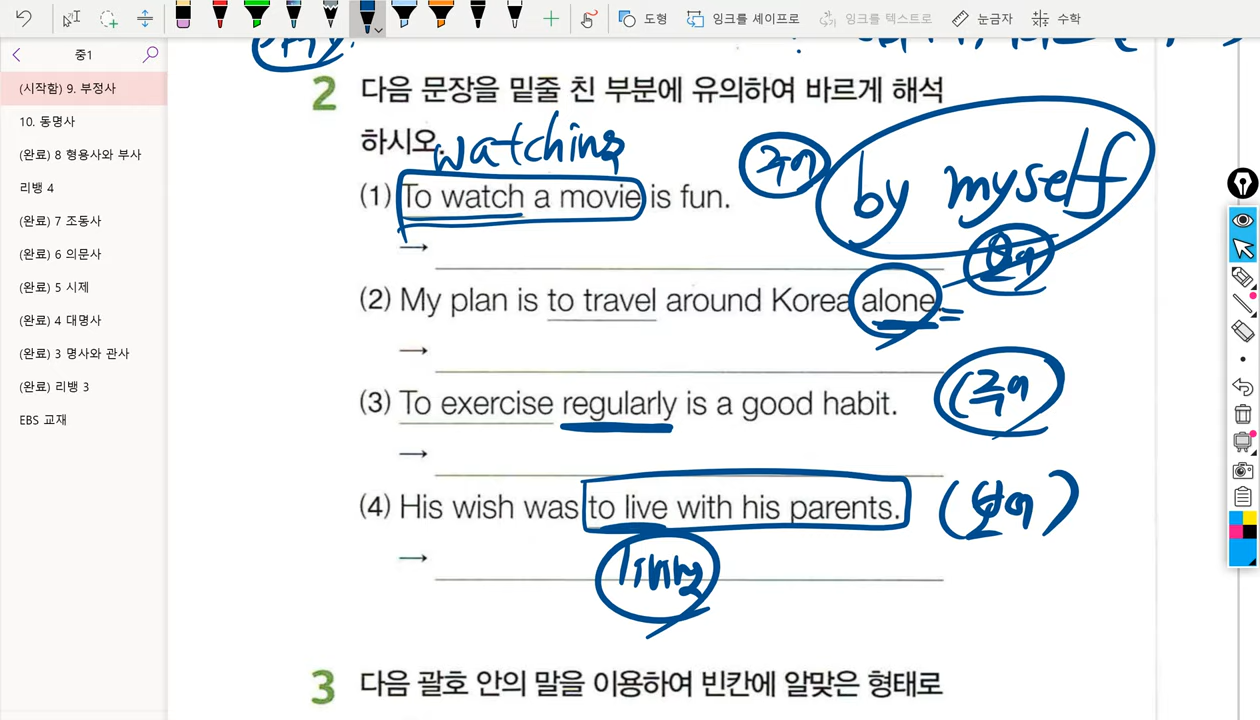 도형
잉크를 셰이프로
잉크를 텍스트로
눈금자
수학
중1
(시작함) 9. 부정사
10. 동명사
(완료) 8 형용사와 부사
리뱅 4
(완료) 7 조동사
(완료) 6 의문사
(완료) 5 시제
(완료) 4 대명사
(완료) 3 명사와 관사
(완료) 리뱅 3
EBS 교재
2 다음 문장을 밑줄 친 부분에 유의하여 바르게 해석
하시오.
watching
주어
by myself
(1) To watch a movie is fun.
→
보어
(2) My plan is to travel around Korea alone. =
→
(3) To exercise regularly is a good habit.
(주어
→
(4) His wish was to live with his parents.
(보어)
→
living
3 다음 괄호 안의 말을 이용하여 빈칸에 알맞은 형태로